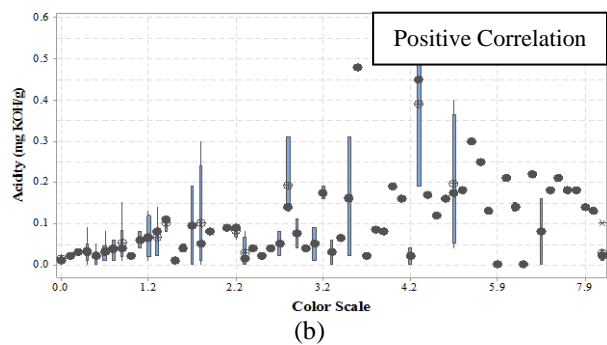 Positive Correlation
Acidity (mg KOH/g)
0.6
0.5
0.4
0.3
0.2
0.1
0.0
0.0 1.2 2.2 3.2 4.2 5.9 7.9
Color Scale
(b)